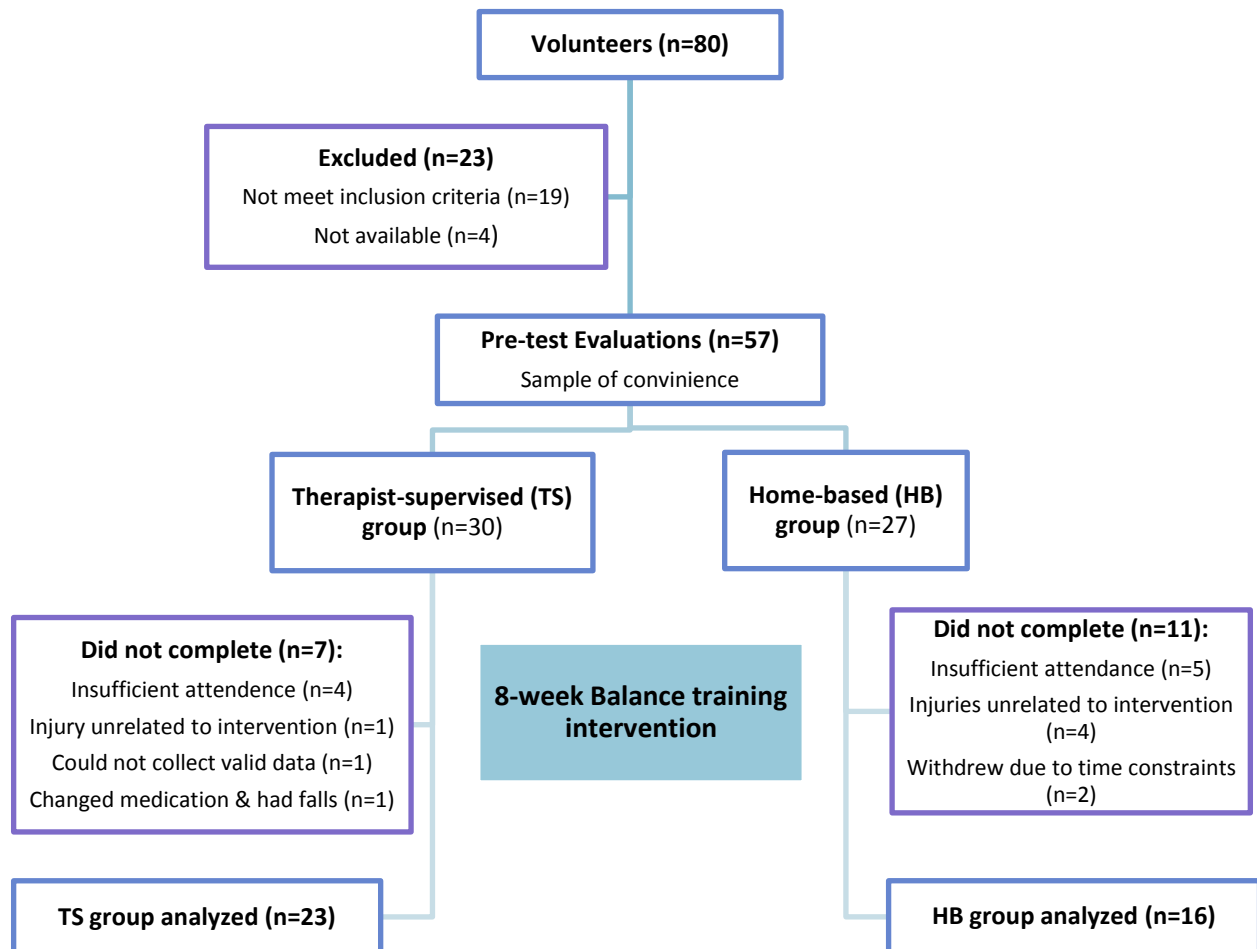 Volunteers (n=80)
Excluded (n=23)
Not meet inclusion criteria (n=19)
Not available (n=4)
Pre-test Evaluations (n=57)
Sample of convinience
Therapist-supervised (TS)
group (n=30)
Home-based (HB)
group (n=27)
Did not complete (n=7):
Insufficient attendence (n=4)
Injury unrelated to intervention (n=1)
Could not collect valid data (n=1)
Changed medication & had falls (n=1)
8-week Balance training
intervention
Did not complete (n=11):
Insufficient attendance (n=5)
Injuries unrelated to intervention
(n=4)
Withdrew due to time constraints
(n=2)
TS group analyzed (n=23)
HB group analyzed (n=16)